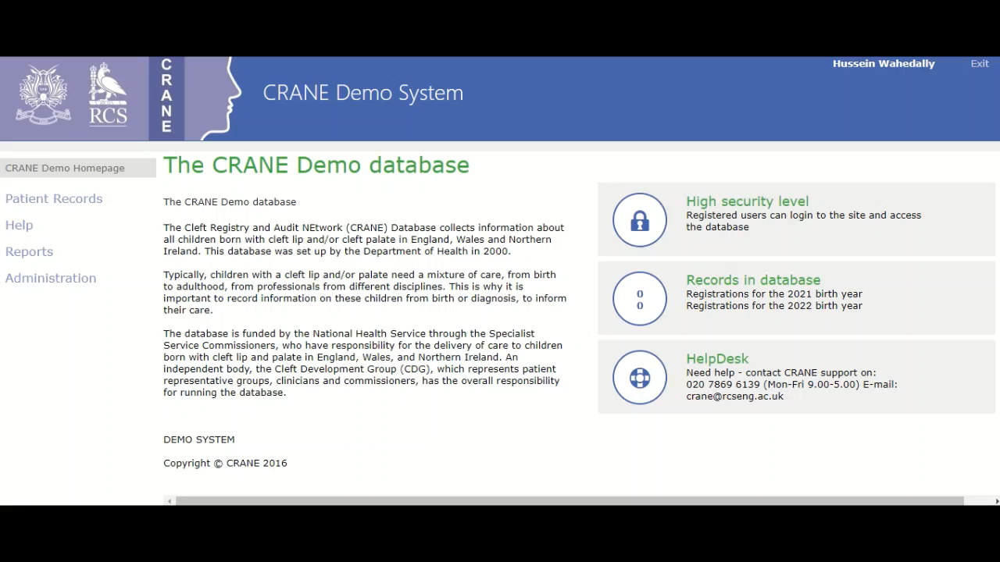 Hussein Wahedally Exit
CRANE
RCS
CRANE Demo System
CRANE Demo Homepage
Patient Records
Help
Reports
Administration
The CRANE Demo database
The CRANE Demo database
The Cleft Registry and Audit NEtwork (CRANE) Database collects information about
all children born with cleft lip and/or cleft palate in England, Wales and Northern
Ireland. This database was set up by the Department of Health in 2000.
Typically, children with a cleft lip and/or palate need a mixture of care, from birth
to adulthood, from professionals from different disciplines. This is why it is
important to record information on these children from birth or diagnosis, to inform
their care.
The database is funded by the National Health Service through the Specialist
Service Commissioners, who have responsibility for the delivery of care to children
born with cleft lip and palate in England, Wales, and Northern Ireland. An
independent body, the Cleft Development Group (CDG), which represents patient
representative groups, clinicians and commissioners, has the overall responsibility
for running the database.
DEMO SYSTEM
Copyright © CRANE 2016
High security level
Registered users can login to the site and access
the database
Records in database
0 Registrations for the 2021 birth year
0 Registrations for the 2022 birth year
HelpDesk
Need help - contact CRANE support on:
020 7869 6139 (Mon-Fri 9.00-5.00) E-mail:
crane@rcseng.ac.uk